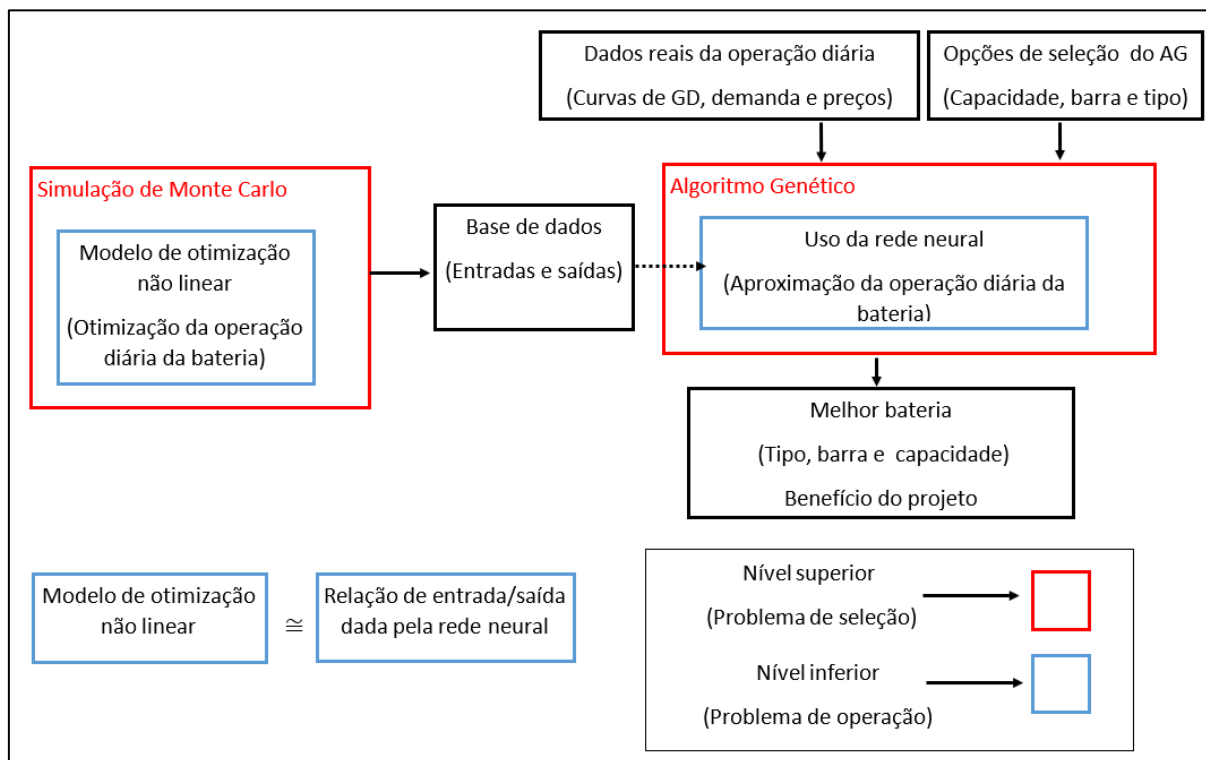 Dados reais da operação diária
(Curvas de GD, demanda e preços)
Opções de seleção do AG
(Capacidade, barra e tipo)
Simulação de Monte Carlo
Modelo de otimização
não linear
(Otimização da operação
diária da bateria)
Base de dados
(Entradas e saídas)
Algoritmo Genético
Uso da rede neural
(Aproximação da operação diária da
bateria)
Melhor bateria
(Tipo, barra e capacidade)
Benefício do projeto
Modelo de otimização
não linear
≅
Relação de entrada/saída
dada pela rede neural
Nível superior
(Problema de seleção)
Nível inferior
(Problema de operação)